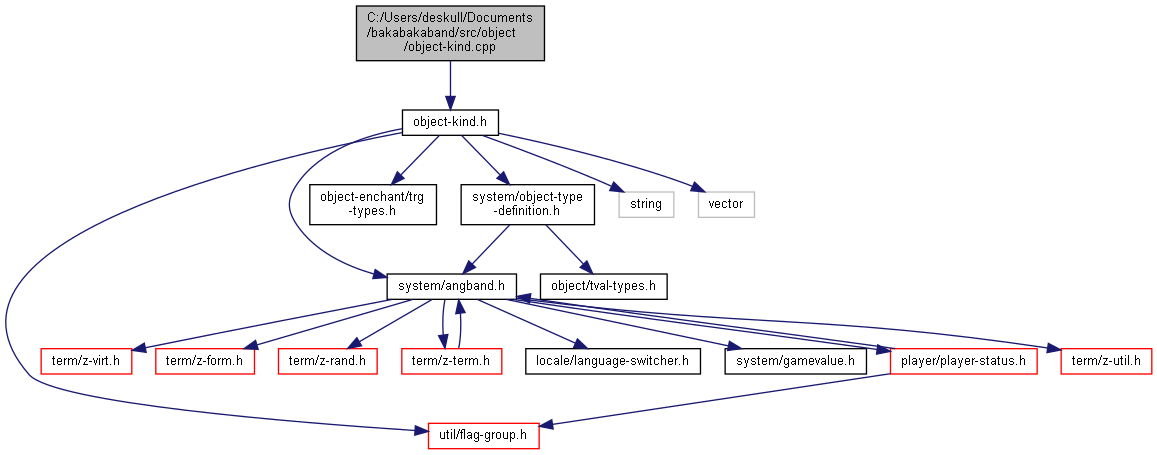 C:/Users/deskull/Documents
/bakabakaband/src/object
/object-kind.cpp
object-kind.h
object-enchant/trg
-types.h
system/object-type
-definition.h
string
vector
system/angband.h
object/tval-types.h
term/z-virt.h
term/z-form.h
term/z-rand.h
term/z-term.h
locale/language-switcher.h
system/gamevalue.h
player/player-status.h
term/z-util.h
util/flag-group.h